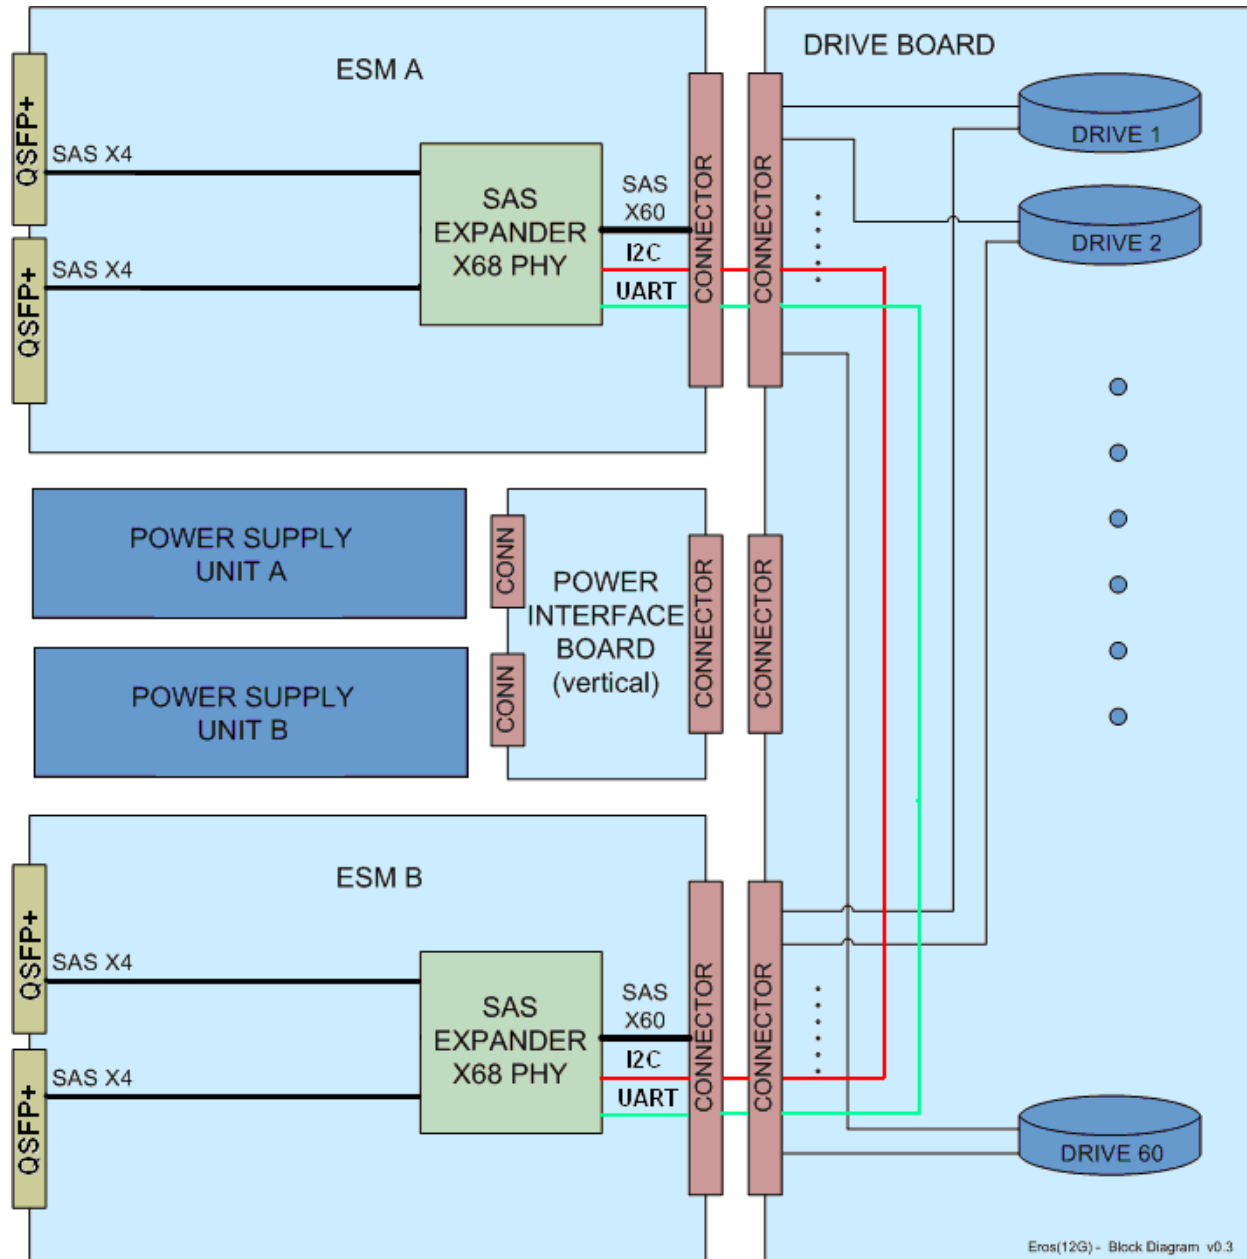 ESM A
QSFP+
SAS X4
QSFP+
SAS X4
SAS
EXPANDER
X68 PHY
SAS
X60
I2C
UART
CONNECTOR
CONNECTOR
DRIVE BOARD
DRIVE 1
DRIVE 2
POWER SUPPLY
UNIT A
POWER SUPPLY
UNIT B
CONN
CONN
POWER
INTERFACE
BOARD
(vertical)
CONNECTOR
CONNECTOR
ESM B
QSFP+
SAS X4
QSFP+
SAS X4
SAS
EXPANDER
X68 PHY
SAS
X60
I2C
UART
CONNECTOR
CONNECTOR
DRIVE 60
Eros(12G) - Block Diagram v0.3